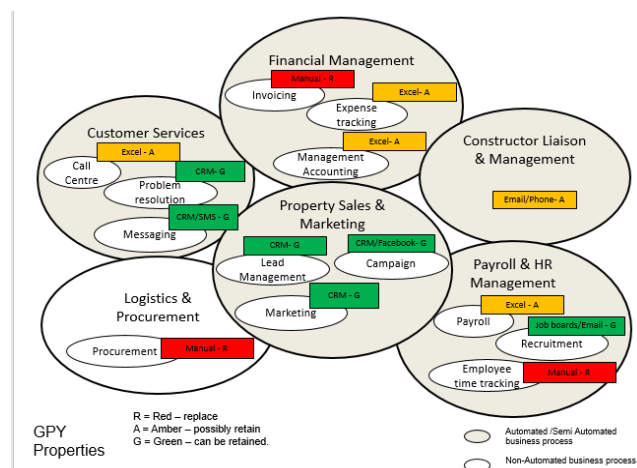 Financial Management
Manual - R
Invoicing
Excel- A
Expense
tracking
Excel - A
Management
Accounting
Customer Services
Excel - A
Call
Centre
CRM- G
Problem
resolution
CRM/SMS - G
Messaging
Constructor Liaison
& Management
Email/Phone- A
Property Sales &
Marketing
CRM- G
Lead
Management
CRM/Facebook- G
Campaign
CRM - G
Marketing
Logistics &
Procurement
Procurement
Manual - R
Payroll & HR
Management
Excel - A
Payroll
Job boards/Email - G
Recruitment
Employee
time tracking
Manual - R
GPY
Properties
R = Red – replace
A = Amber – possibly retain
G = Green – can be retained.
Automated /Semi Automated
business process
Non-Automated business process